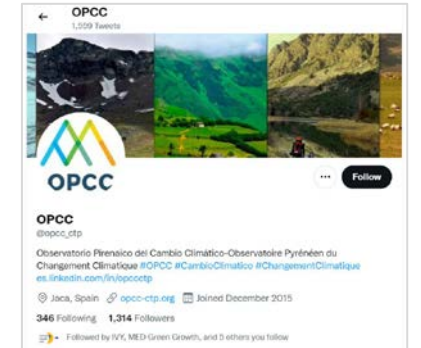 OPCC
1,599 Tweets
OPCC
Follow
OPCC
@opcc_ctp
Observatorio Pirenaico del Cambio Climático-Observatoire Pyrénéen du
Changement Climatique #OPCC #CambioClimatico #ChangementClimatique
es.linkedin.com/in/opccctp
Jaca, Spain opcc-ctp.org Joined December 2015
346 Following 1,314 Followers
Followed by IVY, MED Green Growth, and 5 others you follow